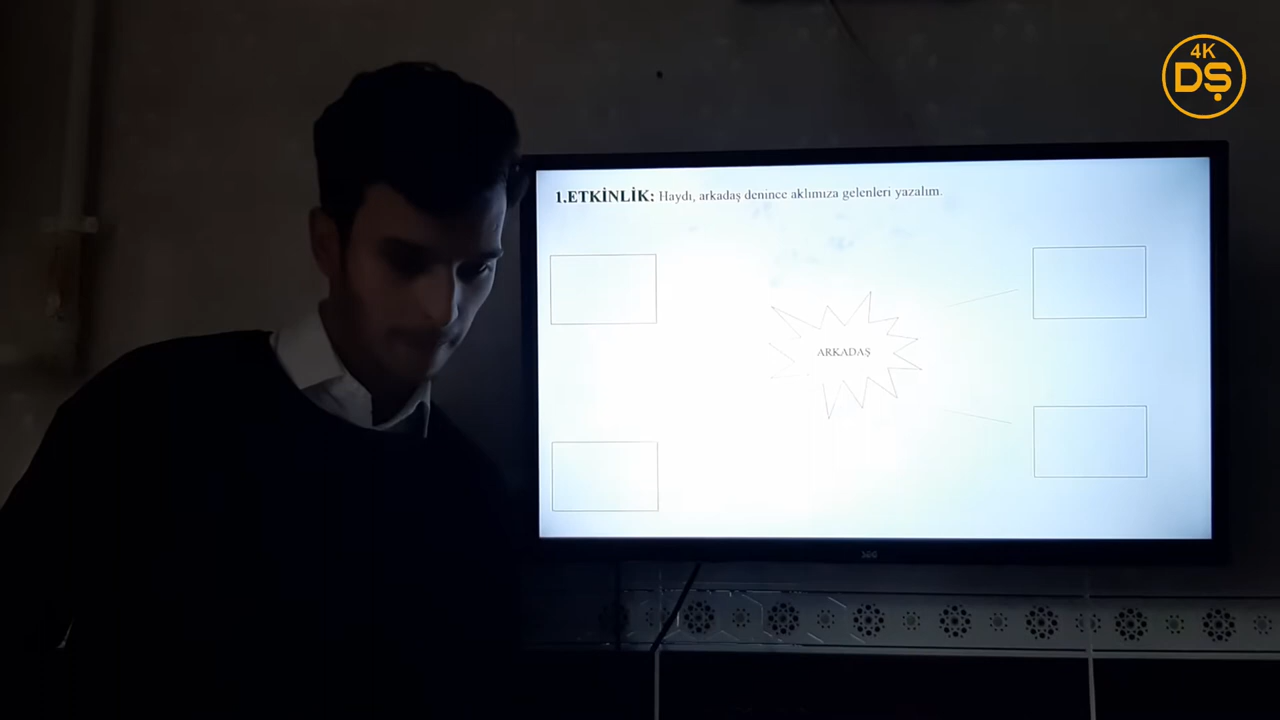 4K
DŞ
1.ETKİNLİK: Haydı, arkadaş denince aklımıza gelenleri yazalım.
ARKADAŞ